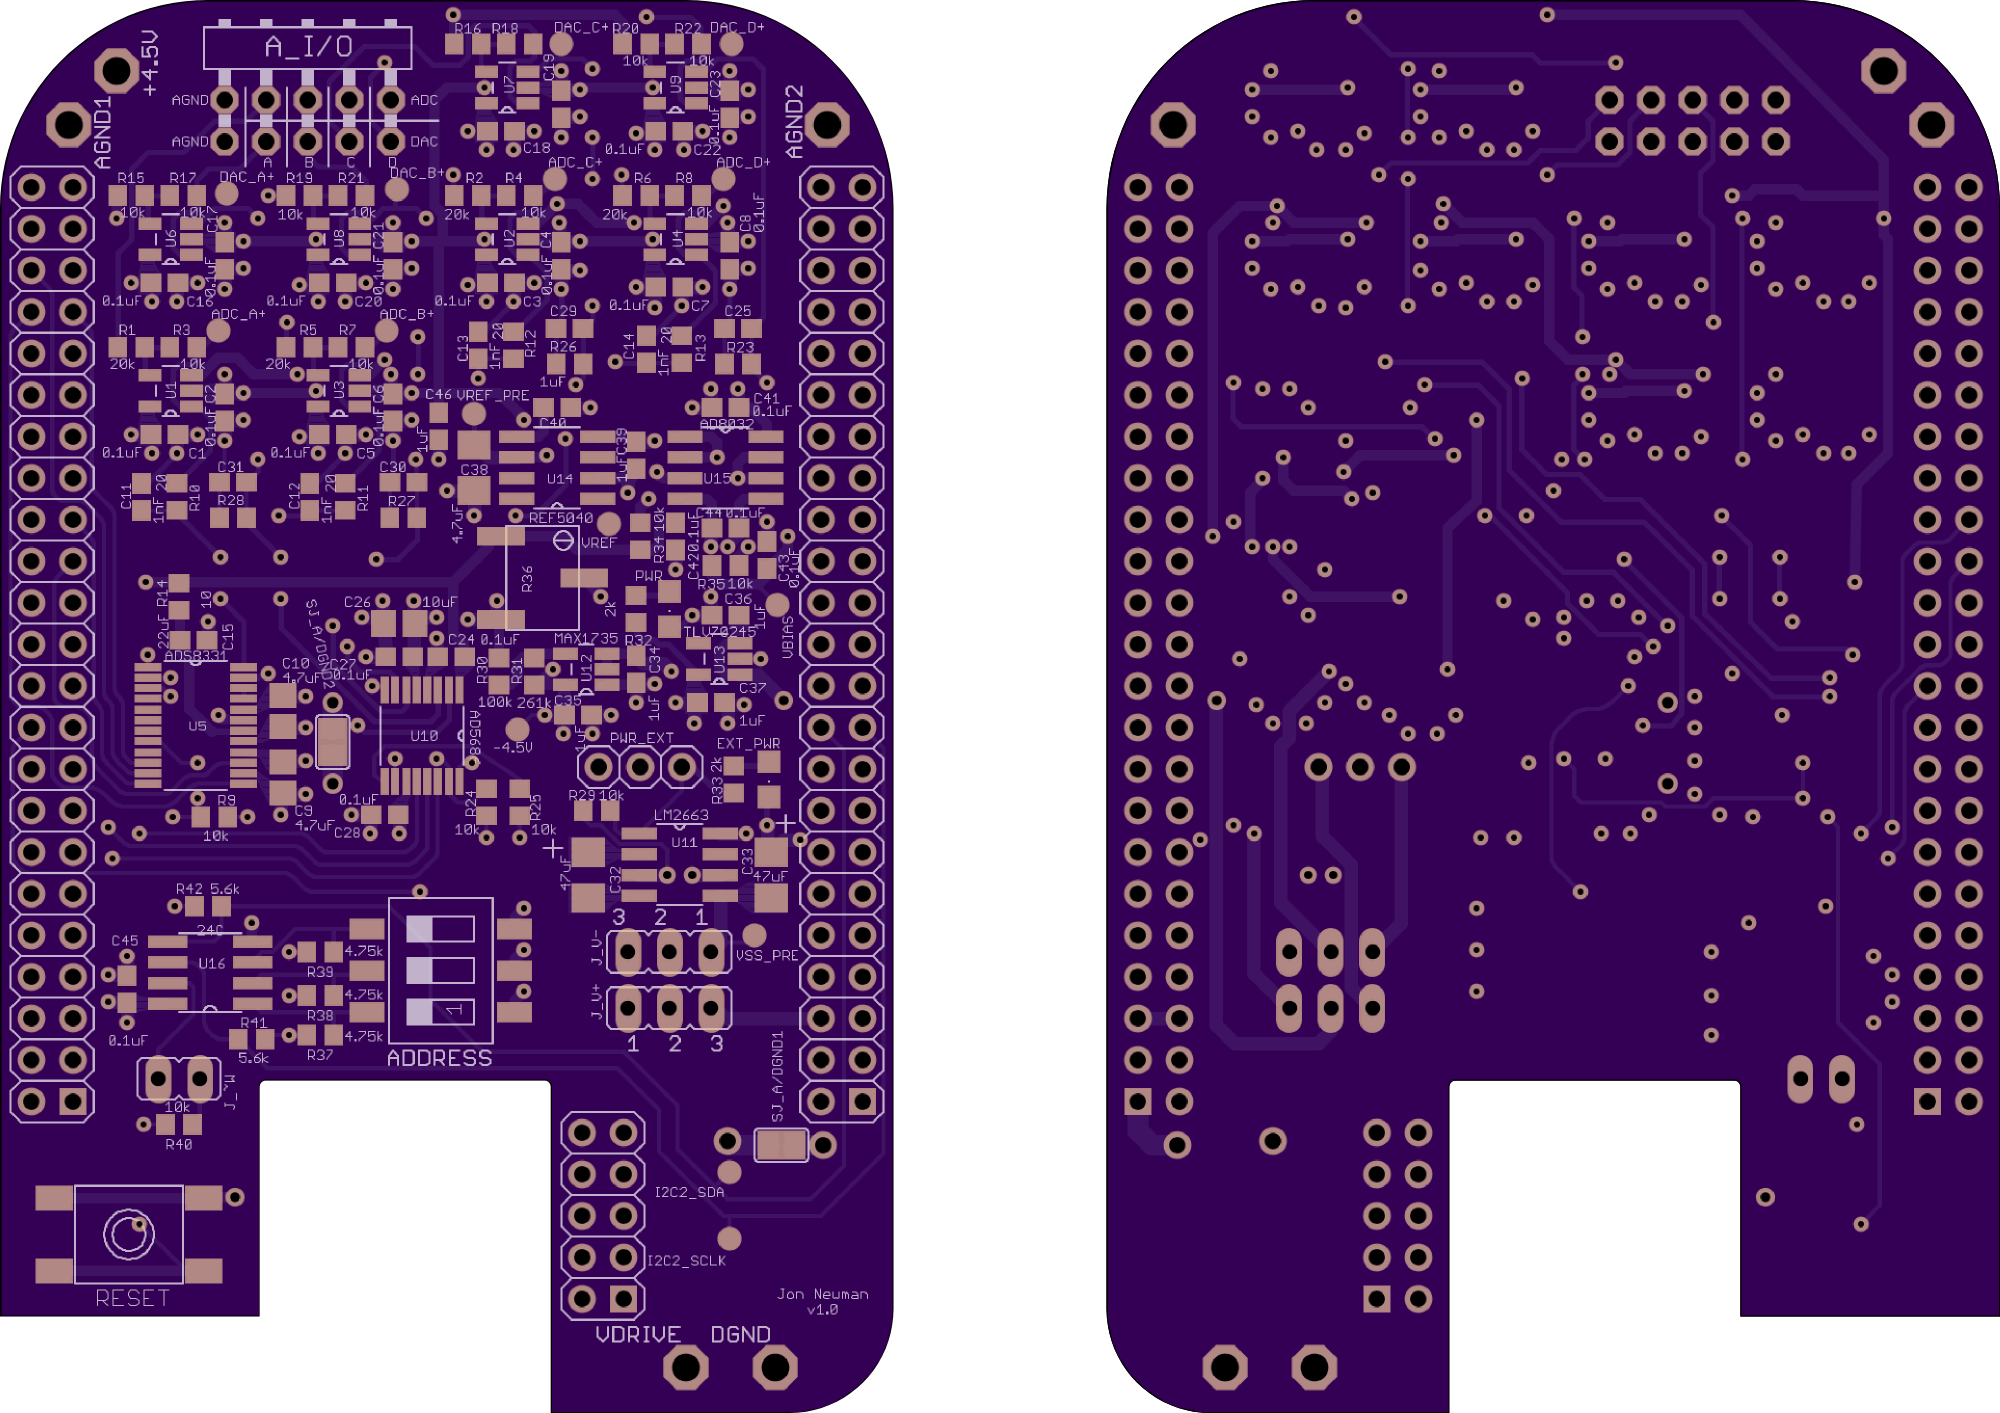 R16 R18 DAC_C+ R20 R22 DAC_D+
+4.5V A_I/O
10k 10k 10k
C19 U7 C23 U9
AGND1 AGND ADC AGND2
0.1uF
AGND DAC
0.1uF C18 0.1uF C22
A B C D
DAC_A+ DAC_B+ ADC_C+ ADC_D+
R15 R17 R19 R21 R2 R4 R6 R8
10k 10k 10k 10k 20k 10k 20k 10k
C17 U6 U8 C21 U2 C4 U4 C8 0.1uF
0.1uF 0.1uF 0.1uF
0.1uF C16 0.1uF C20 0.1uF C3 0.1uF C7
ADC_A+ ADC_B+ C29 C25
R1 R3 R5 R7
C13 1nF 20 R12 R26 C14 1nF 20 R13 R23
20k 10k 20k 10k
1uF
U1 C2 U3 C6 C46 VREF_PRE C41
0.1uF 0.1uF 0.1uF
1uF C40 AD8032
C39 1uF
0.1uF C1 0.1uF C5
C31 C30 C38 U14 U15
C11 1nF 20 R10 R28 C12 1nF 20 R11 R27
4.7uF REF5040 C44 0.1uF
R34 10k C42 0.1uF
VREF
R36 PWR C43 0.1uF
R35 10k
R14 10 C26 10uF 2k C36 1uF
SJ_A/DGND2
22uF C15 C24 0.1uF MAX1735 R32 TLV70245 VBIAS
ADS8331 C10 C27 R30 R31 U12 C34 U13
4.7uF 0.1uF
100k 261k C35 1uF C37
U5 U10 AD568 -4.5V 1uF 1uF
PWR_EXT EXT_PWR
R33 2k
0.1uF R24 R25 R29 10k
R9 C9 LM2663 +
10k 4.7uF C28 10k 10k U11
+ 47uF C32 C33 47uF
R42 5.6k
3 2 1
24C
C45 J_V- VSS_PRE
U16 4.75k
R39
4.75k J_V+
R38 1
R41 4.75k 1 2 3
0.1uF 5.6k R37 ADDRESS
SJ_A/DGND1
10k
R40
I2C2_SDA
I2C2_SCLK
RESET
Jon Neuman
v1.0
VDRIVE DGND